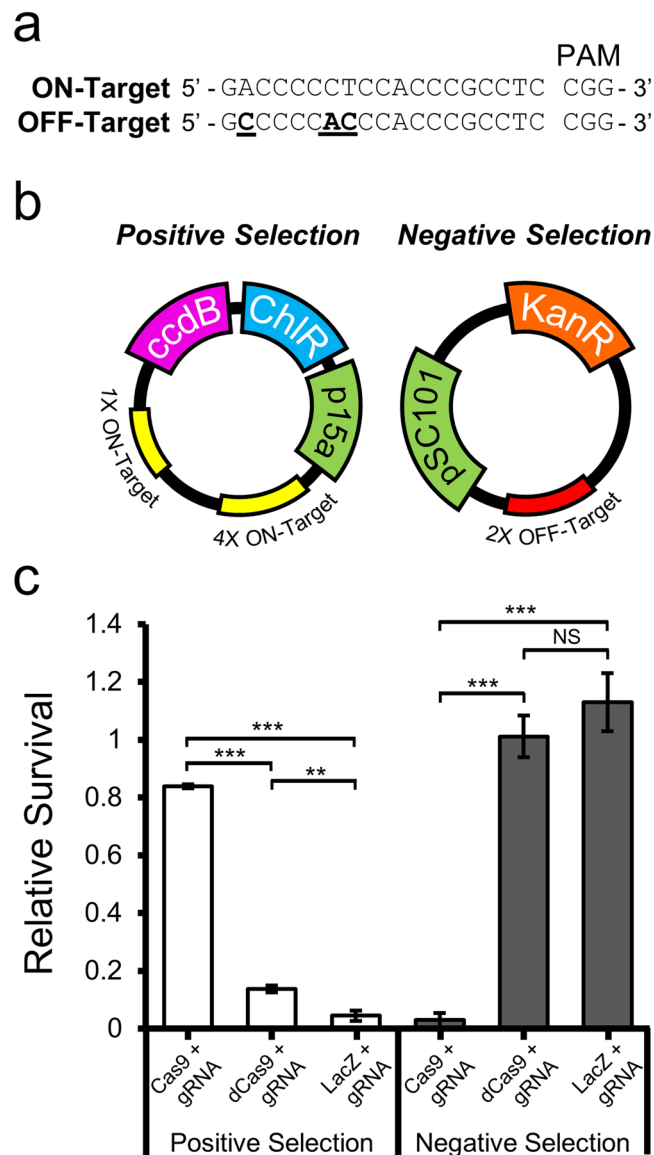 a
PAM
ON-Target 5' - GACCCCCTCCACCCGCCTC CGG - 3'
OFF-Target 5' - GCCCCCACCCACCCGCCTC CGG - 3'
b
Positive Selection
Negative Selection
ccdB
ChlR
p15a
1X ON-Target
4X ON-Target
KanR
pSC101
2X OFF-Target
c
Relative Survival
1.4
1.2
1
0.8
0.6
0.4
0.2
0
***
***
**
***
NS
***
Cas9 +
gRNA
dCas9 +
gRNA
LacZ +
gRNA
Cas9 +
gRNA
dCas9 +
gRNA
LacZ +
gRNA
Positive Selection
Negative Selection